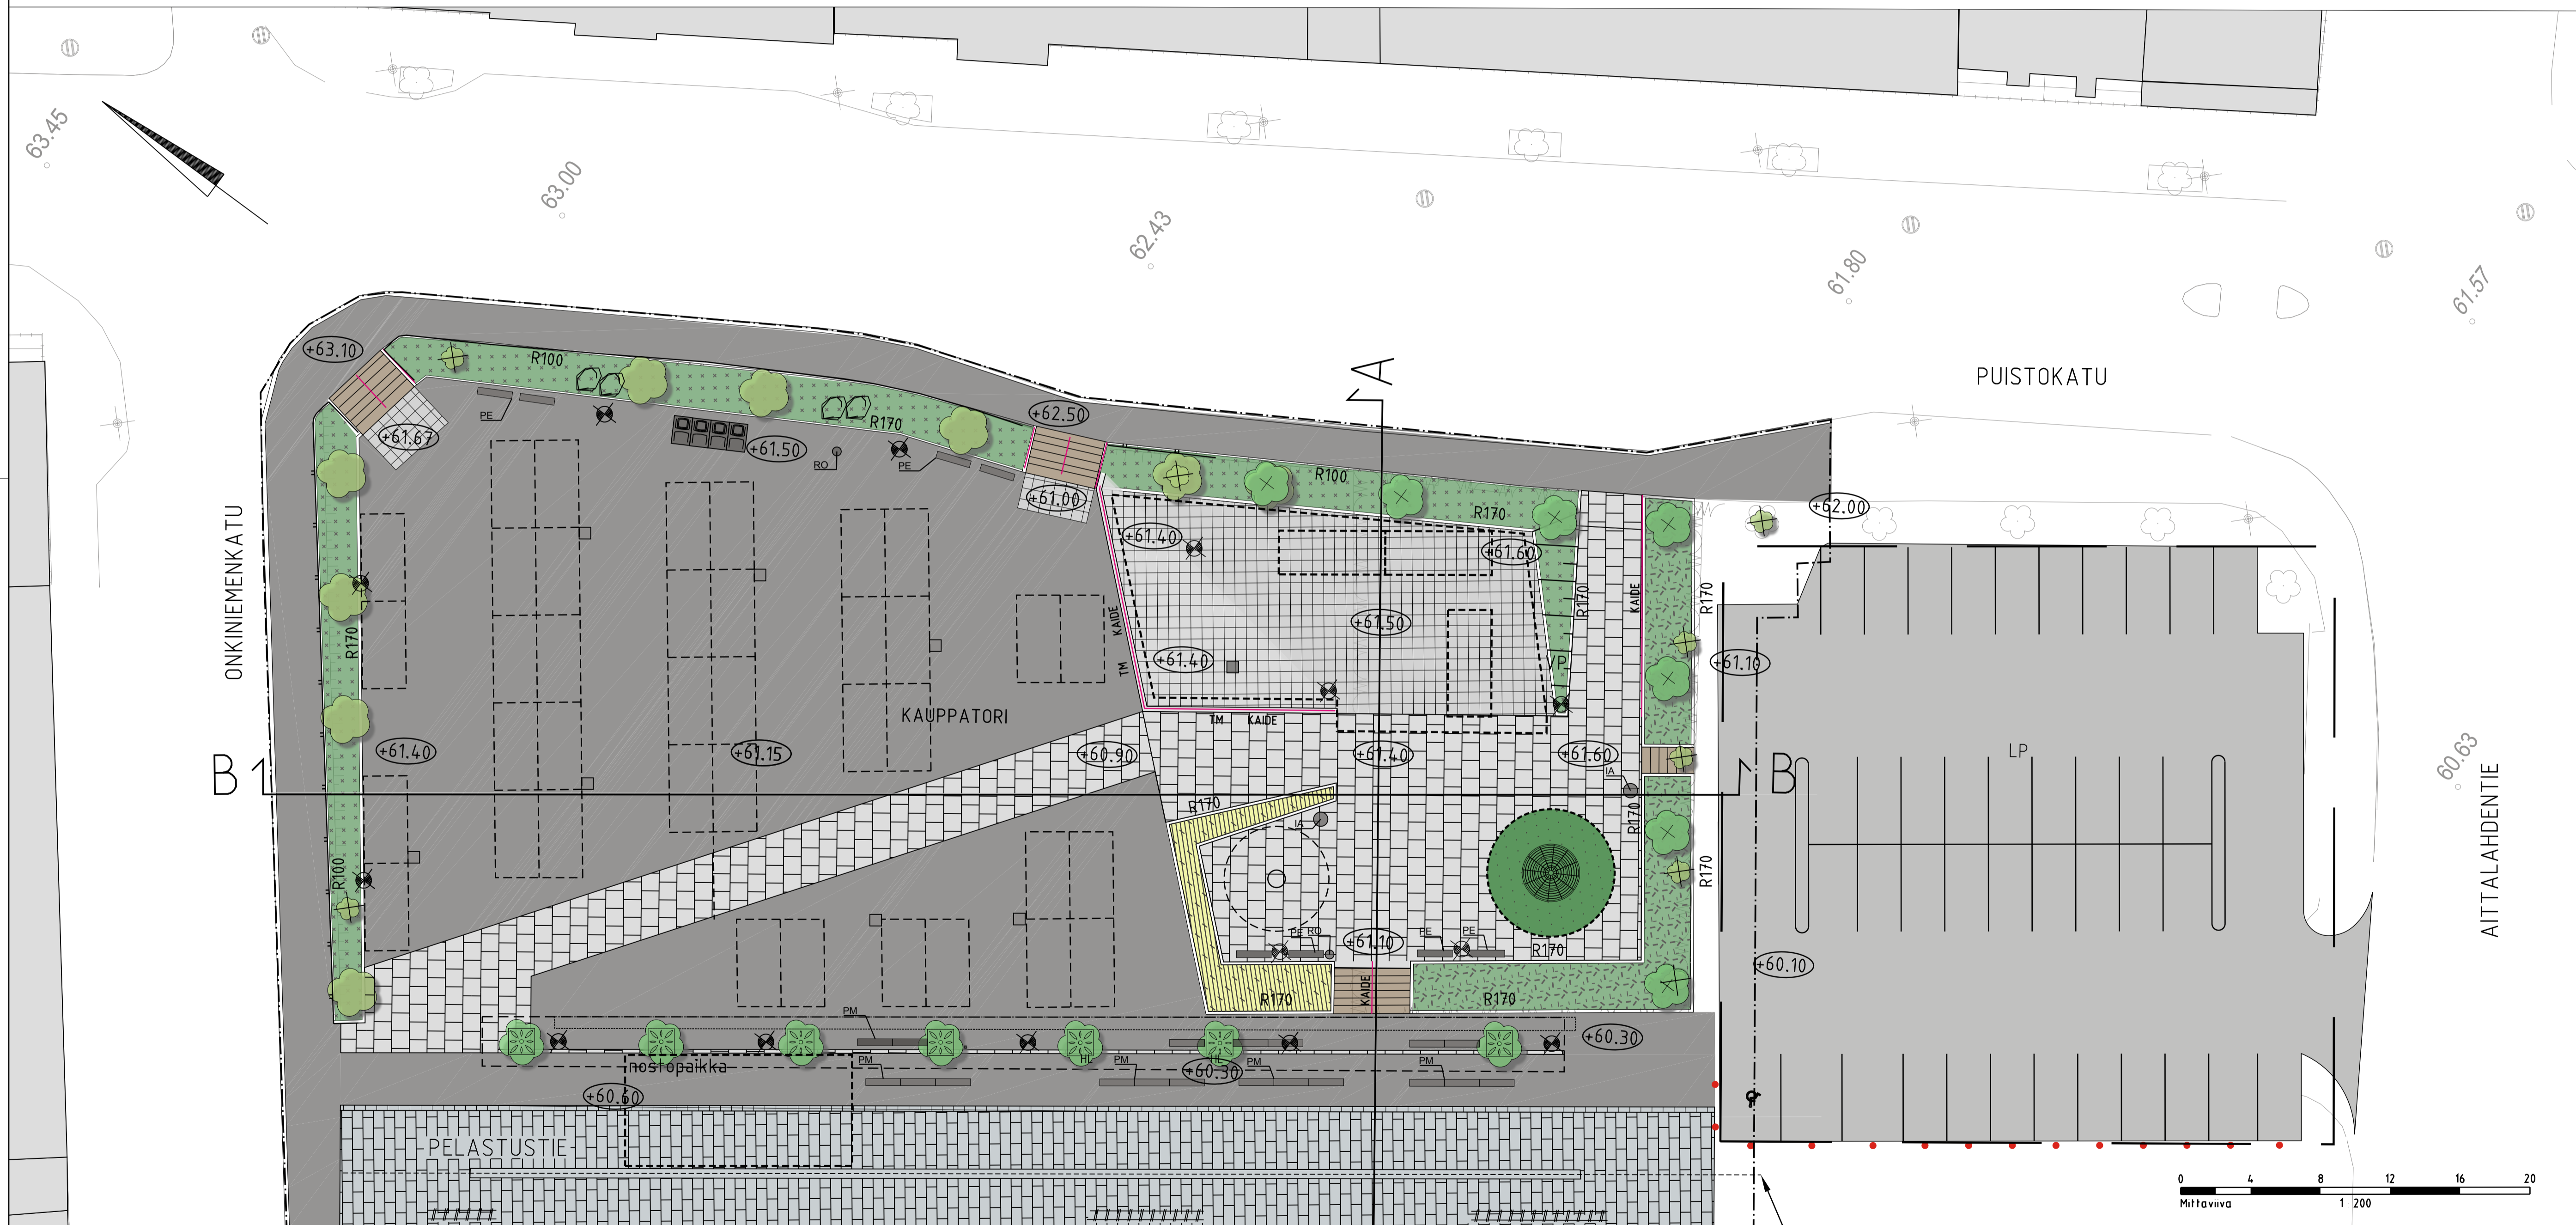 63.45
63.00
62.43
61.80
61.57
PUISTOKATU
A
+63.10
R100
+62.50
PE
R170
+61.67
+61.50
RO
PE
+61.00
R100
R170
+62.00
+61.40
+61.60
ONKINIEMENKATU
R170
KAIDE
TM
+61.50
R170
KAIDE
R170
+61.40
VP
+61.10
KAUPPATORI
TM KAIDE
+61.40
+61.15
+60.90
+61.40
+61.60
IA
LP
60.63
B
B
R170
IA
R170
R100
R170
AITTALAHDENTIE
PE
RO
+61.10
PE
PE
R170
+60.10
R170
KAIDE
R170
PM
+60.30
HL
HL
nostopaikka
PM
PM
+60.30
PM
PM
+60.60
PELASTUSTIE
0 4 8 12 16 20
Mittaviiva 1 200